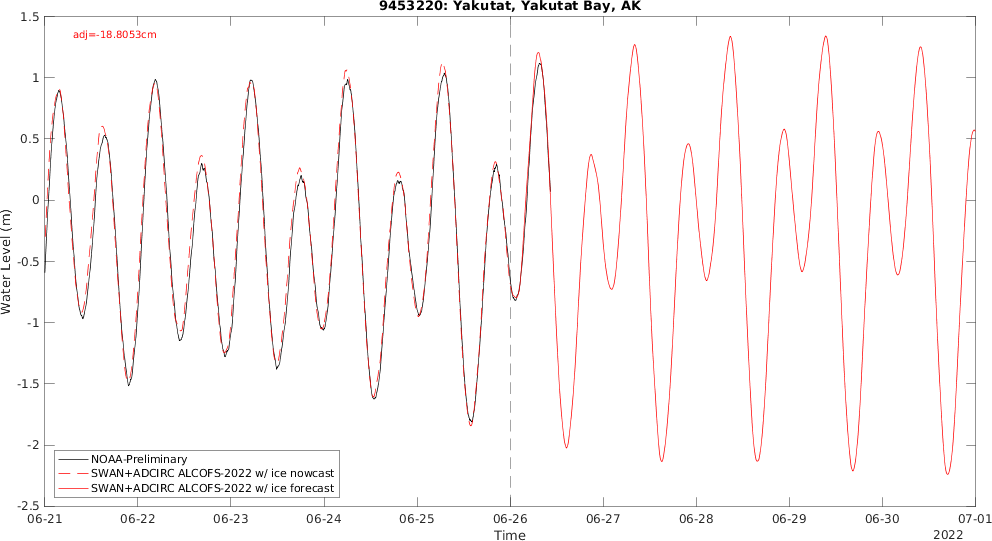 9453220: Yakutat, Yakutat Bay, AK
adj=-18.8053cm
1.5
1
0.5
0
-0.5
-1
-1.5
-2
-2.5
Water Level (m)
NOAA-Preliminary
SWAN+ADCIRC ALCOFS-2022 w/ ice nowcast
SWAN+ADCIRC ALCOFS-2022 w/ ice forecast
06-21 06-22 06-23 06-24 06-25 06-26 06-27 06-28 06-29 06-30 07-01
Time
2022